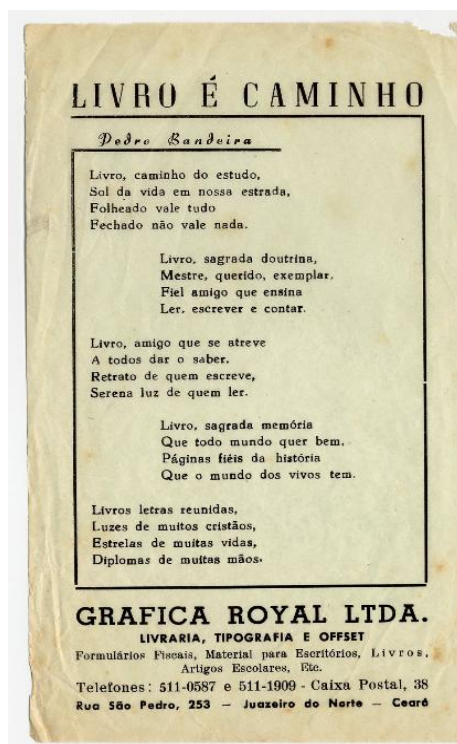 LIVRO É CAMINHO
Pedro Bandeira
Livro, caminho do estudo,
Sol da vida em nossa estrada,
Folheado vale tudo
Fechado não vale nada.
Livro, sagrada doutrina,
Mestre, querido, exemplar,
Fiel amigo que ensina
Ler, escrever e contar.
Livro, amigo que se atreve
A todos dar o saber,
Retrato de quem escreve,
Serena luz de quem ler.
Livro, sagrada memória
Que todo mundo quer bem,
Páginas fiéis da história
Que o mundo dos vivos tem.
Livros letras reunidas,
Luzes de muitos cristãos,
Estrelas de muitas vidas,
Diplomas de muitas mãos.
GRAFICA ROYAL LTDA.
LIVRARIA, TIPOGRAFIA E OFFSET
Formulários Fiscais, Material para Escritórios, Livros,
Artigos Escolares, Etc.
Telefones: 511-0587 e 511-1909 - Caixa Postal, 38
Rua São Pedro, 253 — Juazeiro do Norte — Ceará